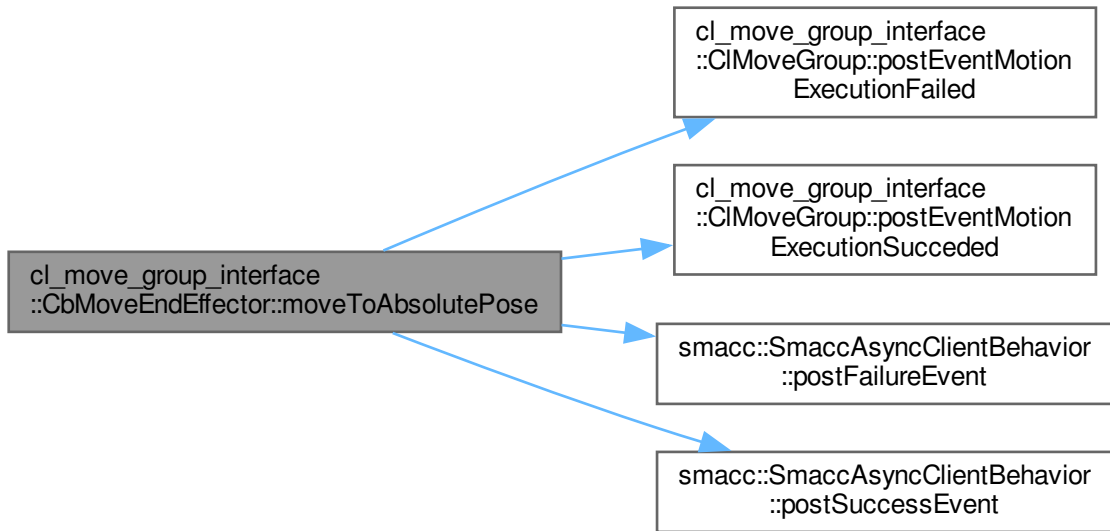 cl_move_group_interface
::ClMoveGroup::postEventMotion
ExecutionFailed
cl_move_group_interface
::ClMoveGroup::postEventMotion
ExecutionSucceded
cl_move_group_interface
::CbMoveEndEffector::moveToAbsolutePose
smacc::SmaccAsyncClientBehavior
::postFailureEvent
smacc::SmaccAsyncClientBehavior
::postSuccessEvent